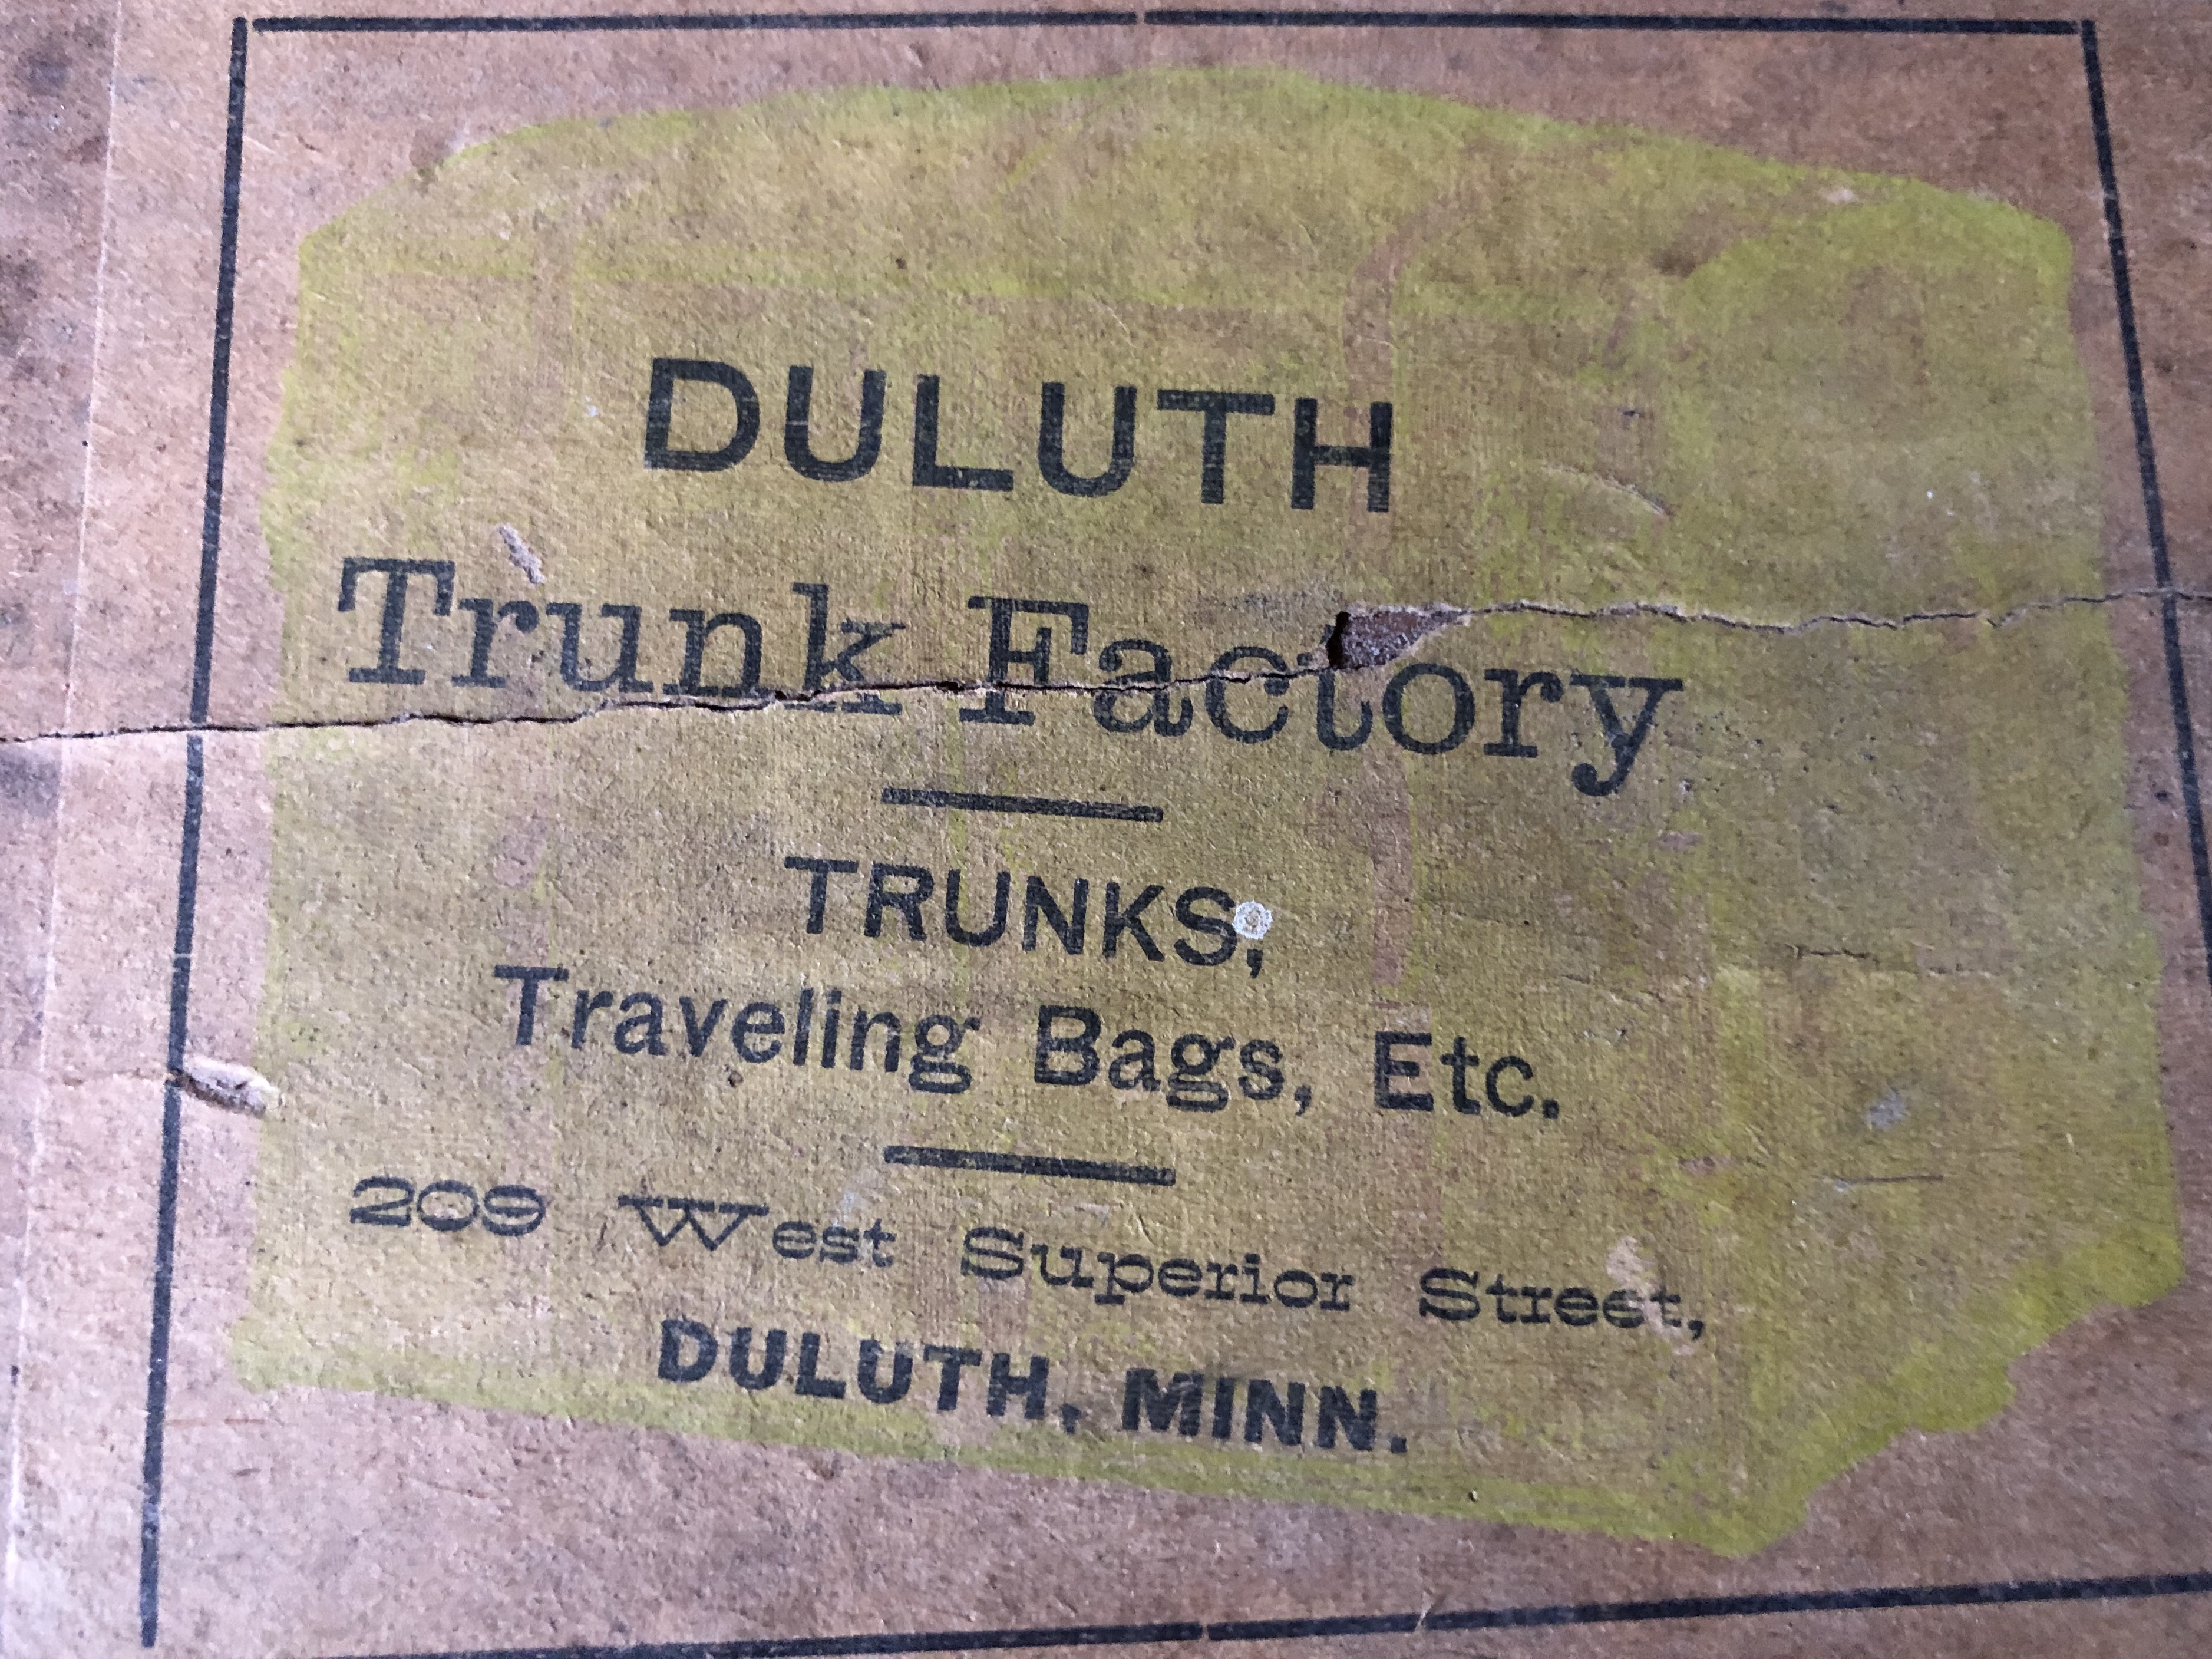 DULUTH
Trunk Factory
TRUNKS,
Traveling Bags, Etc.
209 West Superior Street,
DULUTH, MINN.